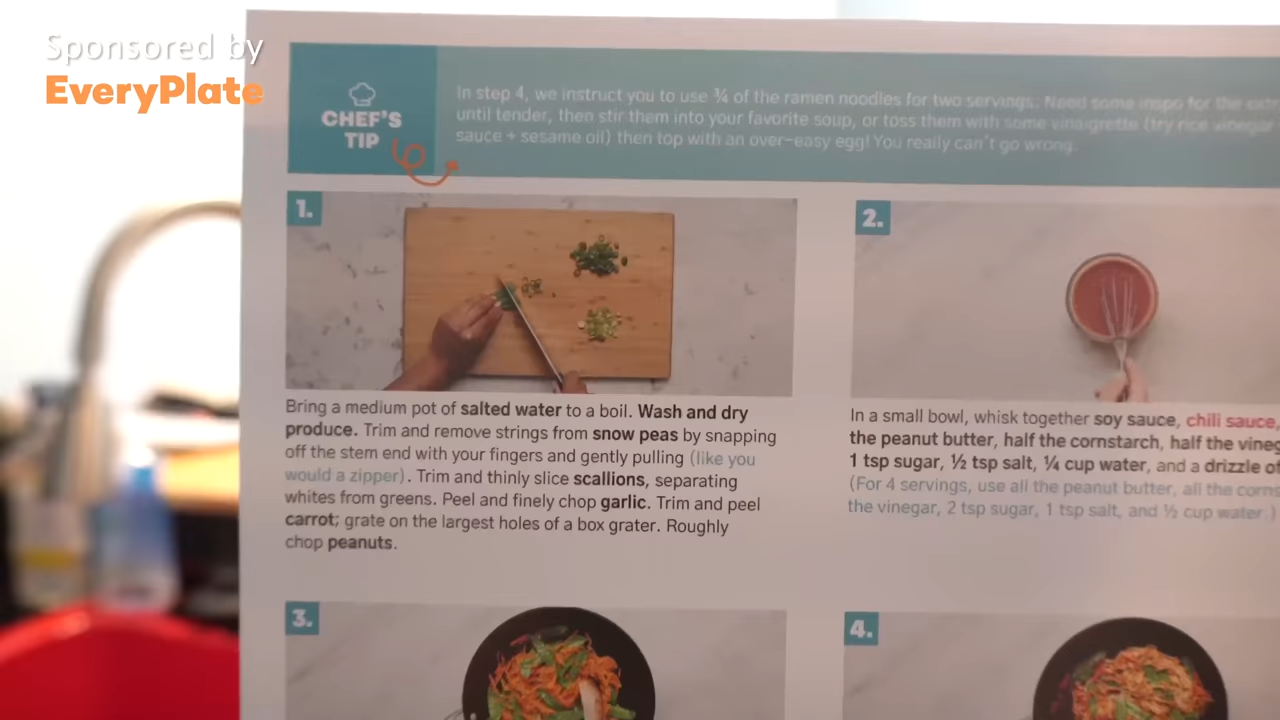 Sponsored by
EveryPlate
CHEF'S
TIP
In step 4, we instruct you to use ¾ of the ramen noodles for two servings. Need some inspo for the
until tender, then stir them into your favorite soup, or toss them with some vinaigrette (try rice vinegar
sauce + sesame oil) then top with an over-easy egg! You really can't go wrong.
1.
Bring a medium pot of salted water to a boil. Wash and dry
produce. Trim and remove strings from snow peas by snapping
off the stem end with your fingers and gently pulling (like you
would a zipper). Trim and thinly slice scallions, separating
whites from greens. Peel and finely chop garlic. Trim and peel
carrot; grate on the largest holes of a box grater. Roughly
chop peanuts.
2.
In a small bowl, whisk together soy sauce, chili sauce,
the peanut butter, half the cornstarch, half the
1 tsp sugar, ½ tsp salt, ¼ cup water, and a drizzle of
(For 4 servings, use all the peanut butter, all the
the vinegar, 2 tsp sugar, 1 tsp salt, and ½ cup water.)
3.
4.